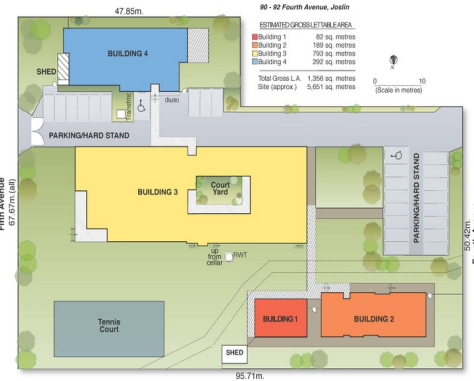 47.85m.
90 - 92 Fourth Avenue, Joslin
ESTIMATED GROSS LETTABLE AREA
Building 1 82 sq. metres
Building 2 189 sq. metres
Building 3 793 sq. metres
Building 4 292 sq. metres
Total Gross L.A. 1,356 sq. metres
Site (approx.) 5,651 sq. metres
N
0 10
(Scale in metres)
BUILDING 4
SHED
Transformer
ramp
PARKING/HARD STAND
Fifth Avenue
67.67m.(all)
BUILDING 3
Court
Yard
PARKING/HARD STAND
50.42m.
up
from
cellar
RWT
Tennis
Court
BUILDING 1
BUILDING 2
SHED
95.71m.